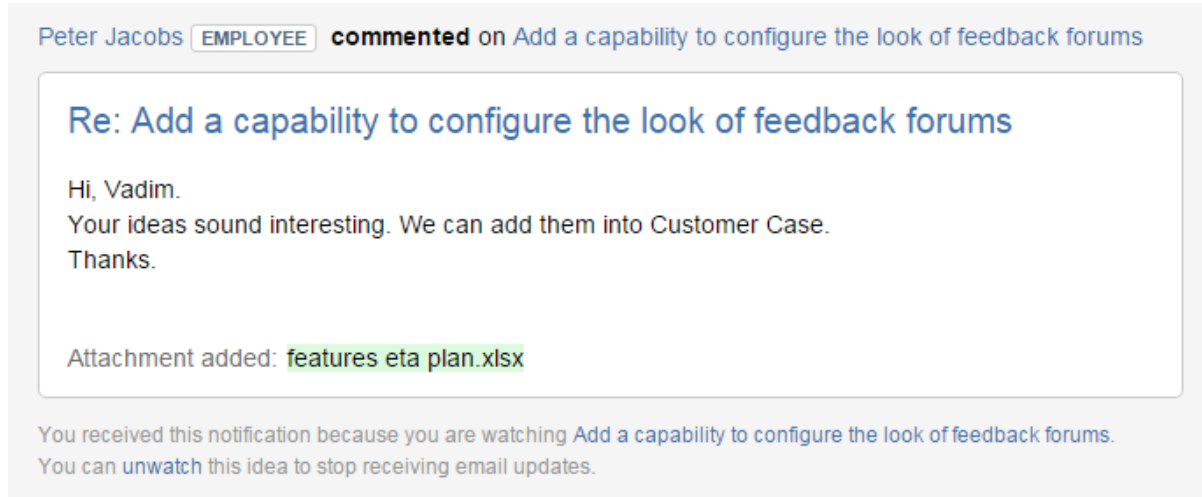 Peter Jacobs EMPLOYEE commented on Add a capability to configure the look of feedback forums
Re: Add a capability to configure the look of feedback forums
Hi, Vadim.
Your ideas sound interesting. We can add them into Customer Case.
Thanks.
Attachment added: features eta plan.xlsx
You received this notification because you are watching Add a capability to configure the look of feedback forums.
You can unwatch this idea to stop receiving email updates.